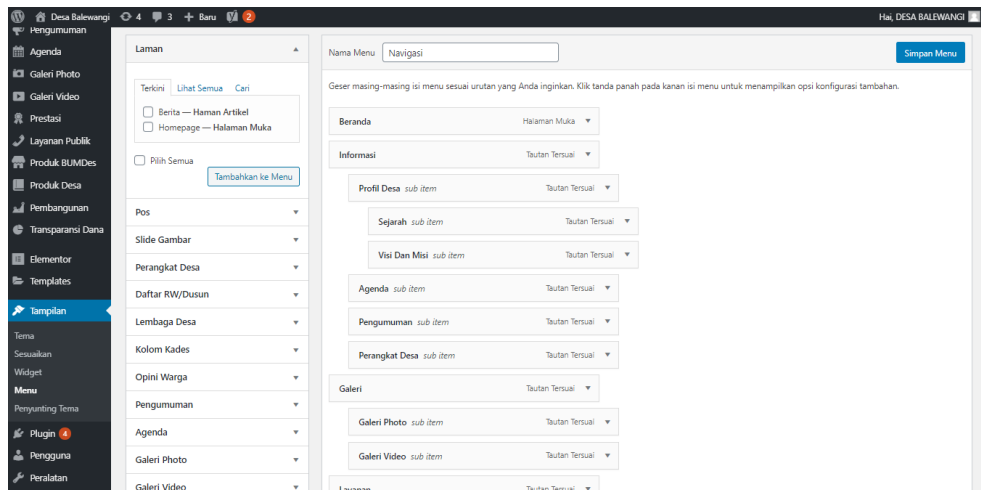 Desa Balewangi 4 3 + Baru 2 Hai, DESA BALEWANGI
Pengumuman
Agenda
Galeri Photo
Galeri Video
Prestasi
Layanan Publik
Produk BUMDes
Produk Desa
Pembangunan
Transparansi Dana
Elementor
Templates
Tampilan
Tema
Sesuaikan
Widget
Menu
Penyunting Tema
Plugin 4
Pengguna
Peralatan
Laman
Terkini Lihat Semua Cari
Berita — Haman Artikel
Homepage — Halaman Muka
Pilih Semua
Tambahkan ke Menu
Pos
Slide Gambar
Perangkat Desa
Daftar RW/Dusun
Lembaga Desa
Kolom Kades
Opini Warga
Pengumuman
Agenda
Galeri Photo
Galeri Video
Nama Menu Navigasi Simpan Menu
Geser masing-masing isi menu sesuai urutan yang Anda inginkan. Klik tanda panah pada kanan isi menu untuk menampilkan opsi konfigurasi tambahan.
Beranda Halaman Muka
Informasi Tautan Tersuai
Profil Desa sub item Tautan Tersuai
Sejarah sub item Tautan Tersuai
Visi Dan Misi sub item Tautan Tersuai
Agenda sub item Tautan Tersuai
Pengumuman sub item Tautan Tersuai
Perangkat Desa sub item Tautan Tersuai
Galeri Tautan Tersuai
Galeri Photo sub item Tautan Tersuai
Galeri Video sub item Tautan Tersuai
Layanan Tautan Tersuai